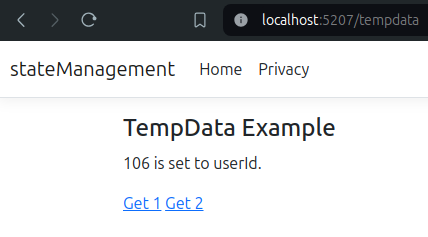 localhost:5207/tempdata
stateManagement Home Privacy
TempData Example
106 is set to userId.
Get 1 Get 2